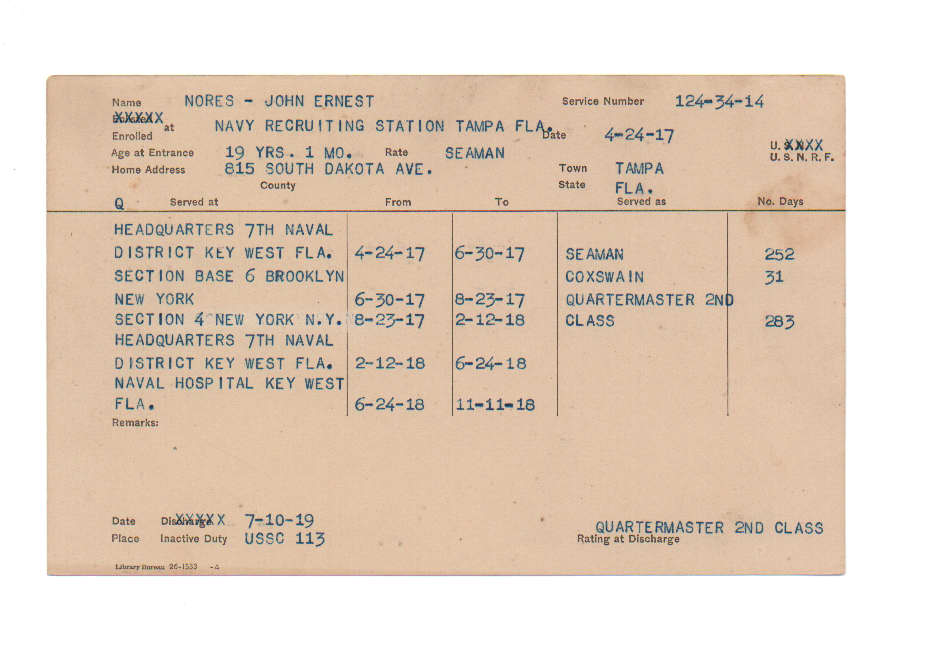 Name NORES - JOHN ERNEST Service Number 124-34-14
XXXXX
Enrolled at NAVY RECRUITING STATION TAMPA FLA. Date 4-24-17
Age at Entrance 19 YRS. 1 MO. Rate SEAMAN U. S. XXXX
Home Address 815 SOUTH DAKOTA AVE. Town TAMPA U. S. N. R. F.
County State FLA.
Q Served at From To Served as No. Days
HEADQUARTERS 7TH NAVAL
DISTRICT KEY WEST FLA. 4-24-17 6-30-17 SEAMAN 252
SECTION BASE 6 BROOKLYN COXSWAIN 31
NEW YORK 6-30-17 8-23-17 QUARTERMASTER 2ND
SECTION 4 NEW YORK N.Y. 8-23-17 2-12-18 CLASS 283
HEADQUARTERS 7TH NAVAL
DISTRICT KEY WEST FLA. 2-12-18 6-24-18
NAVAL HOSPITAL KEY WEST
FLA. 6-24-18 11-11-18
Remarks:
Date Discharge XXXXX X 7-10-19 QUARTERMASTER 2ND CLASS
Place Inactive Duty USSC 113 Rating at Discharge
Library Bureau 26-1533